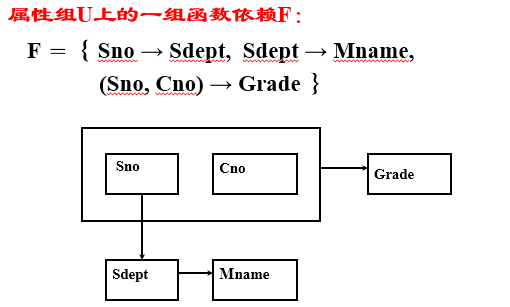 属性组U上的一组函数依赖F：
F = { Sno → Sdept, Sdept → Mname,
(Sno, Cno) → Grade }
Sno
Cno
Grade
Sdept
Mname